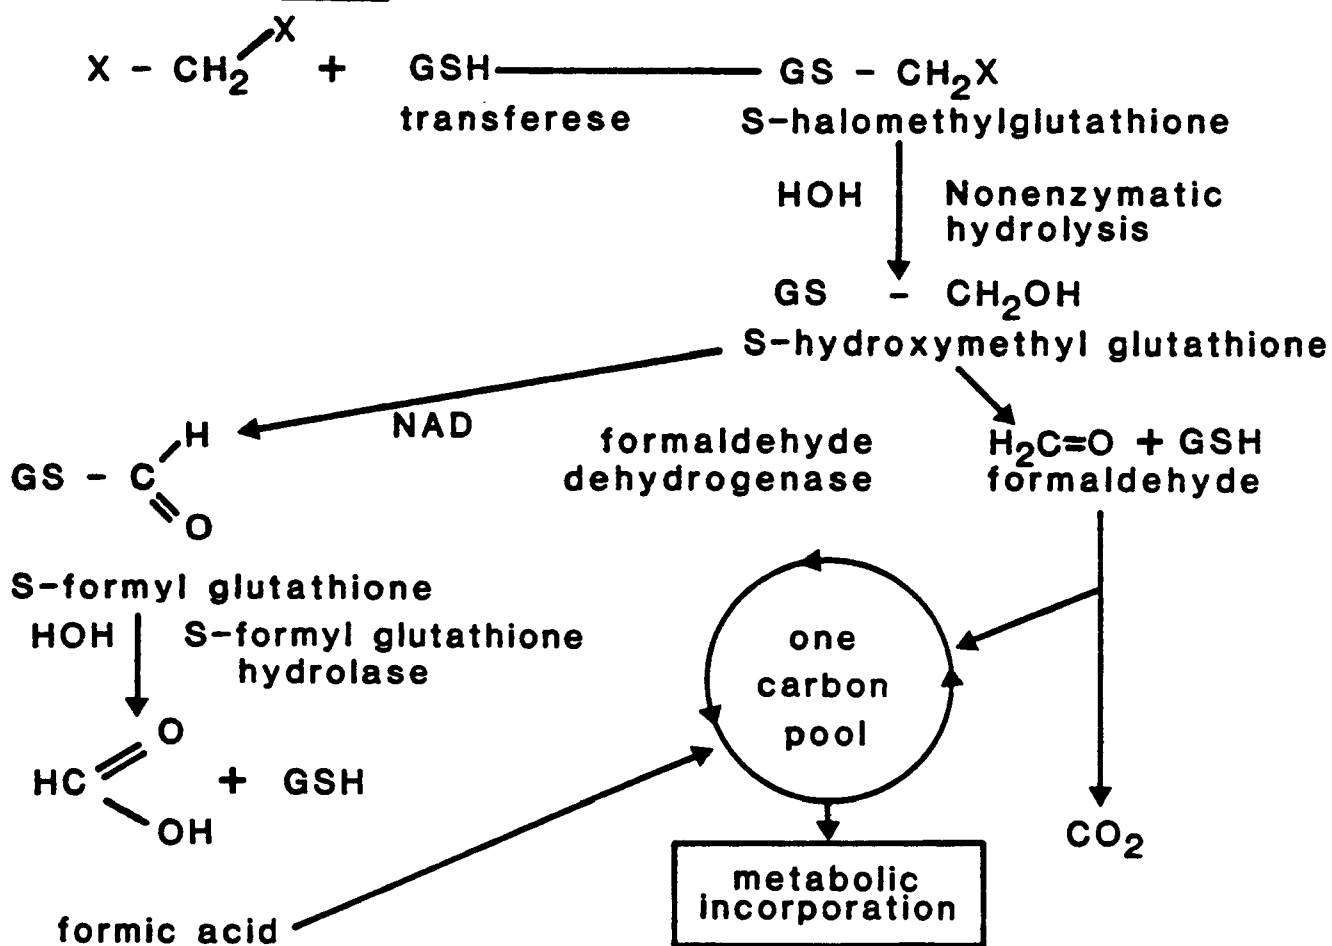 X - CH2 X + GSH GS - CH2X
transferese S-halomethylglutathione
HOH Nonenzymatic
hydrolysis
GS - CH2OH
S-hydroxymethyl glutathione
NAD
H
GS - C
O
formaldehyde
dehydrogenase
H2C=O + GSH
formaldehyde
S-formyl glutathione
HOH S-formyl glutathione
hydrolase
O
HC + GSH
OH
one
carbon
pool
CO2
metabolic
incorporation
formic acid